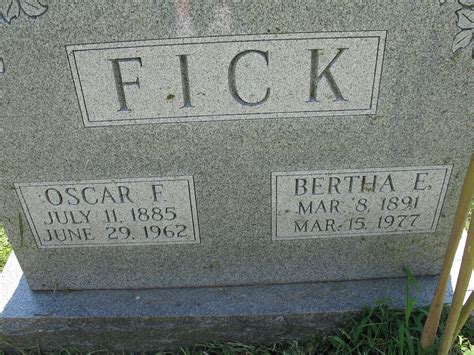 FICK
OSCAR F.
JULY 11, 1885
JUNE 29, 1962
BERTHA E.
MAR. 8, 1891
MAR. 15, 1977